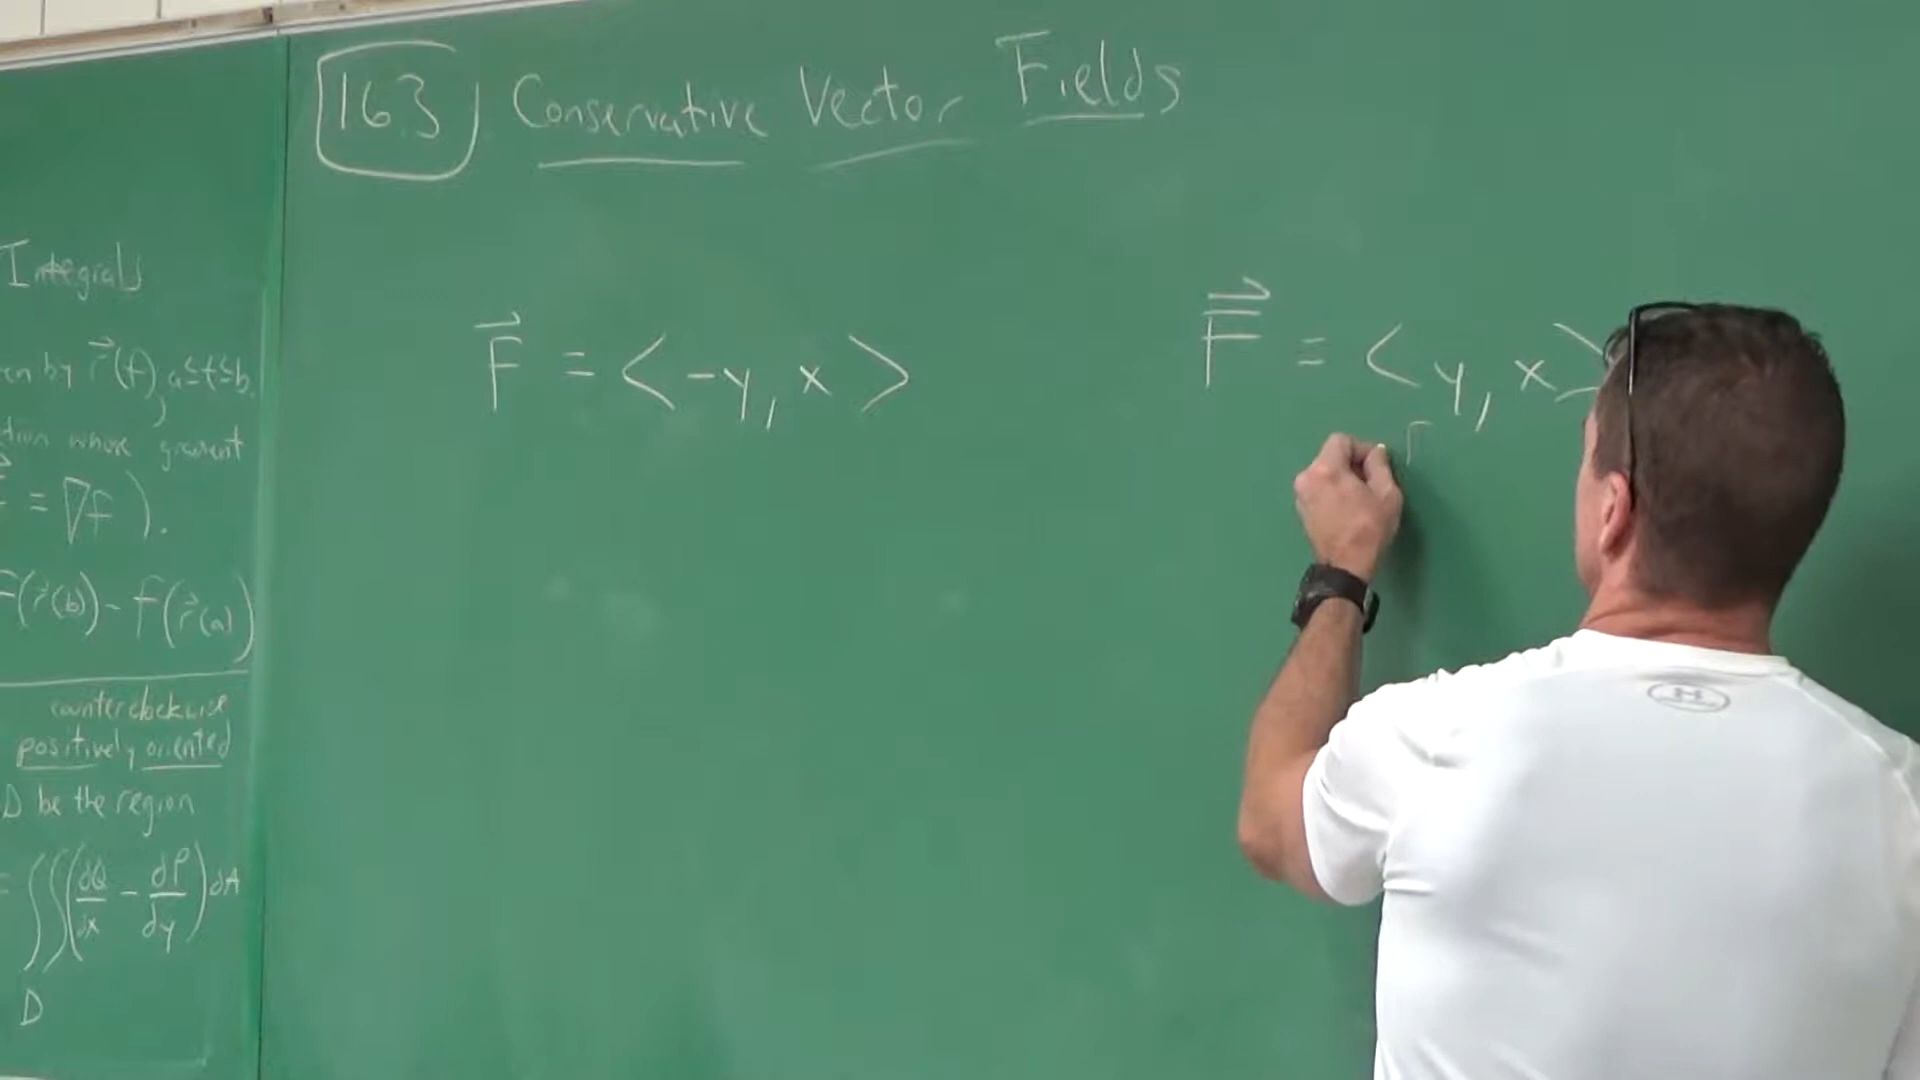 16.3 Conservative Vector Fields
Integrals
by r⃗(t), a≤t≤b.
whose gradient
= ∇f ).
f(r⃗(b)) - f(r⃗(a))
counterclockwise
positively oriented
D be the region
= ∬(dQ/dx - dP/dy)dA
D
F⃗ = <-y, x>
F⃗ = <y, x>